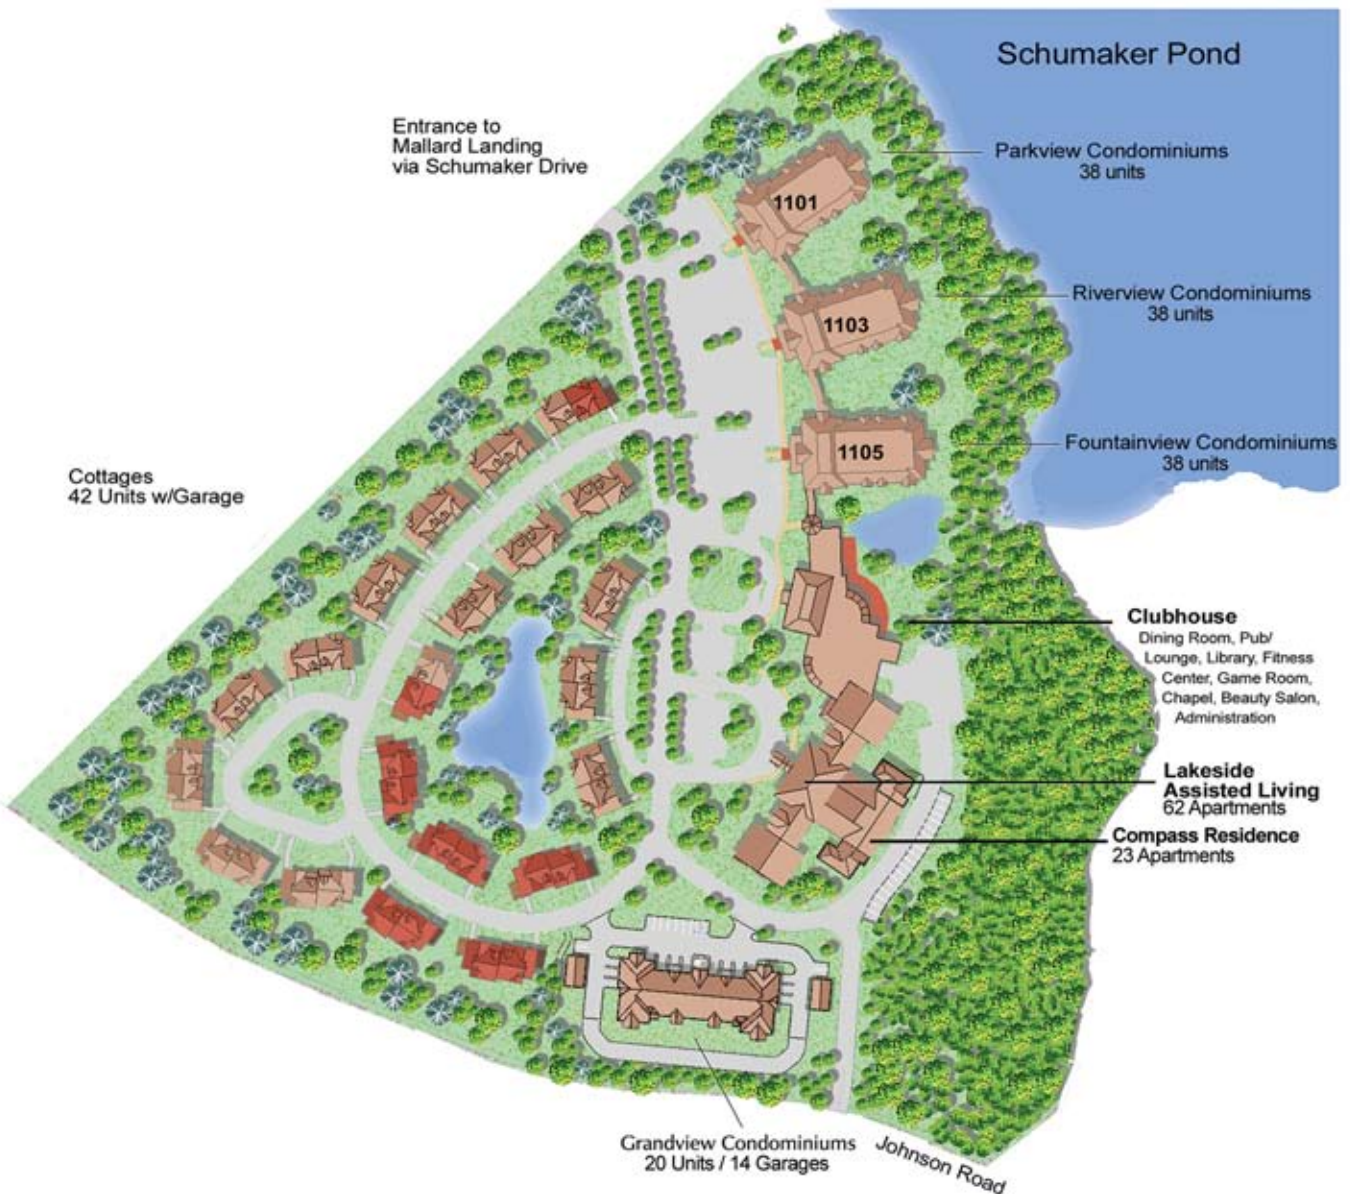 Schumaker Pond
Entrance to
Mallard Landing
via Schumaker Drive
Parkview Condominiums
38 units
1101
Riverview Condominiums
38 units
1103
Fountainview Condominiums
38 units
1105
Cottages
42 Units w/Garage
Clubhouse
Dining Room, Pub/
Lounge, Library, Fitness
Center, Game Room,
Chapel, Beauty Salon,
Administration
Lakeside
Assisted Living
62 Apartments
Compass Residence
23 Apartments
Grandview Condominiums
20 Units / 14 Garages
Johnson Road